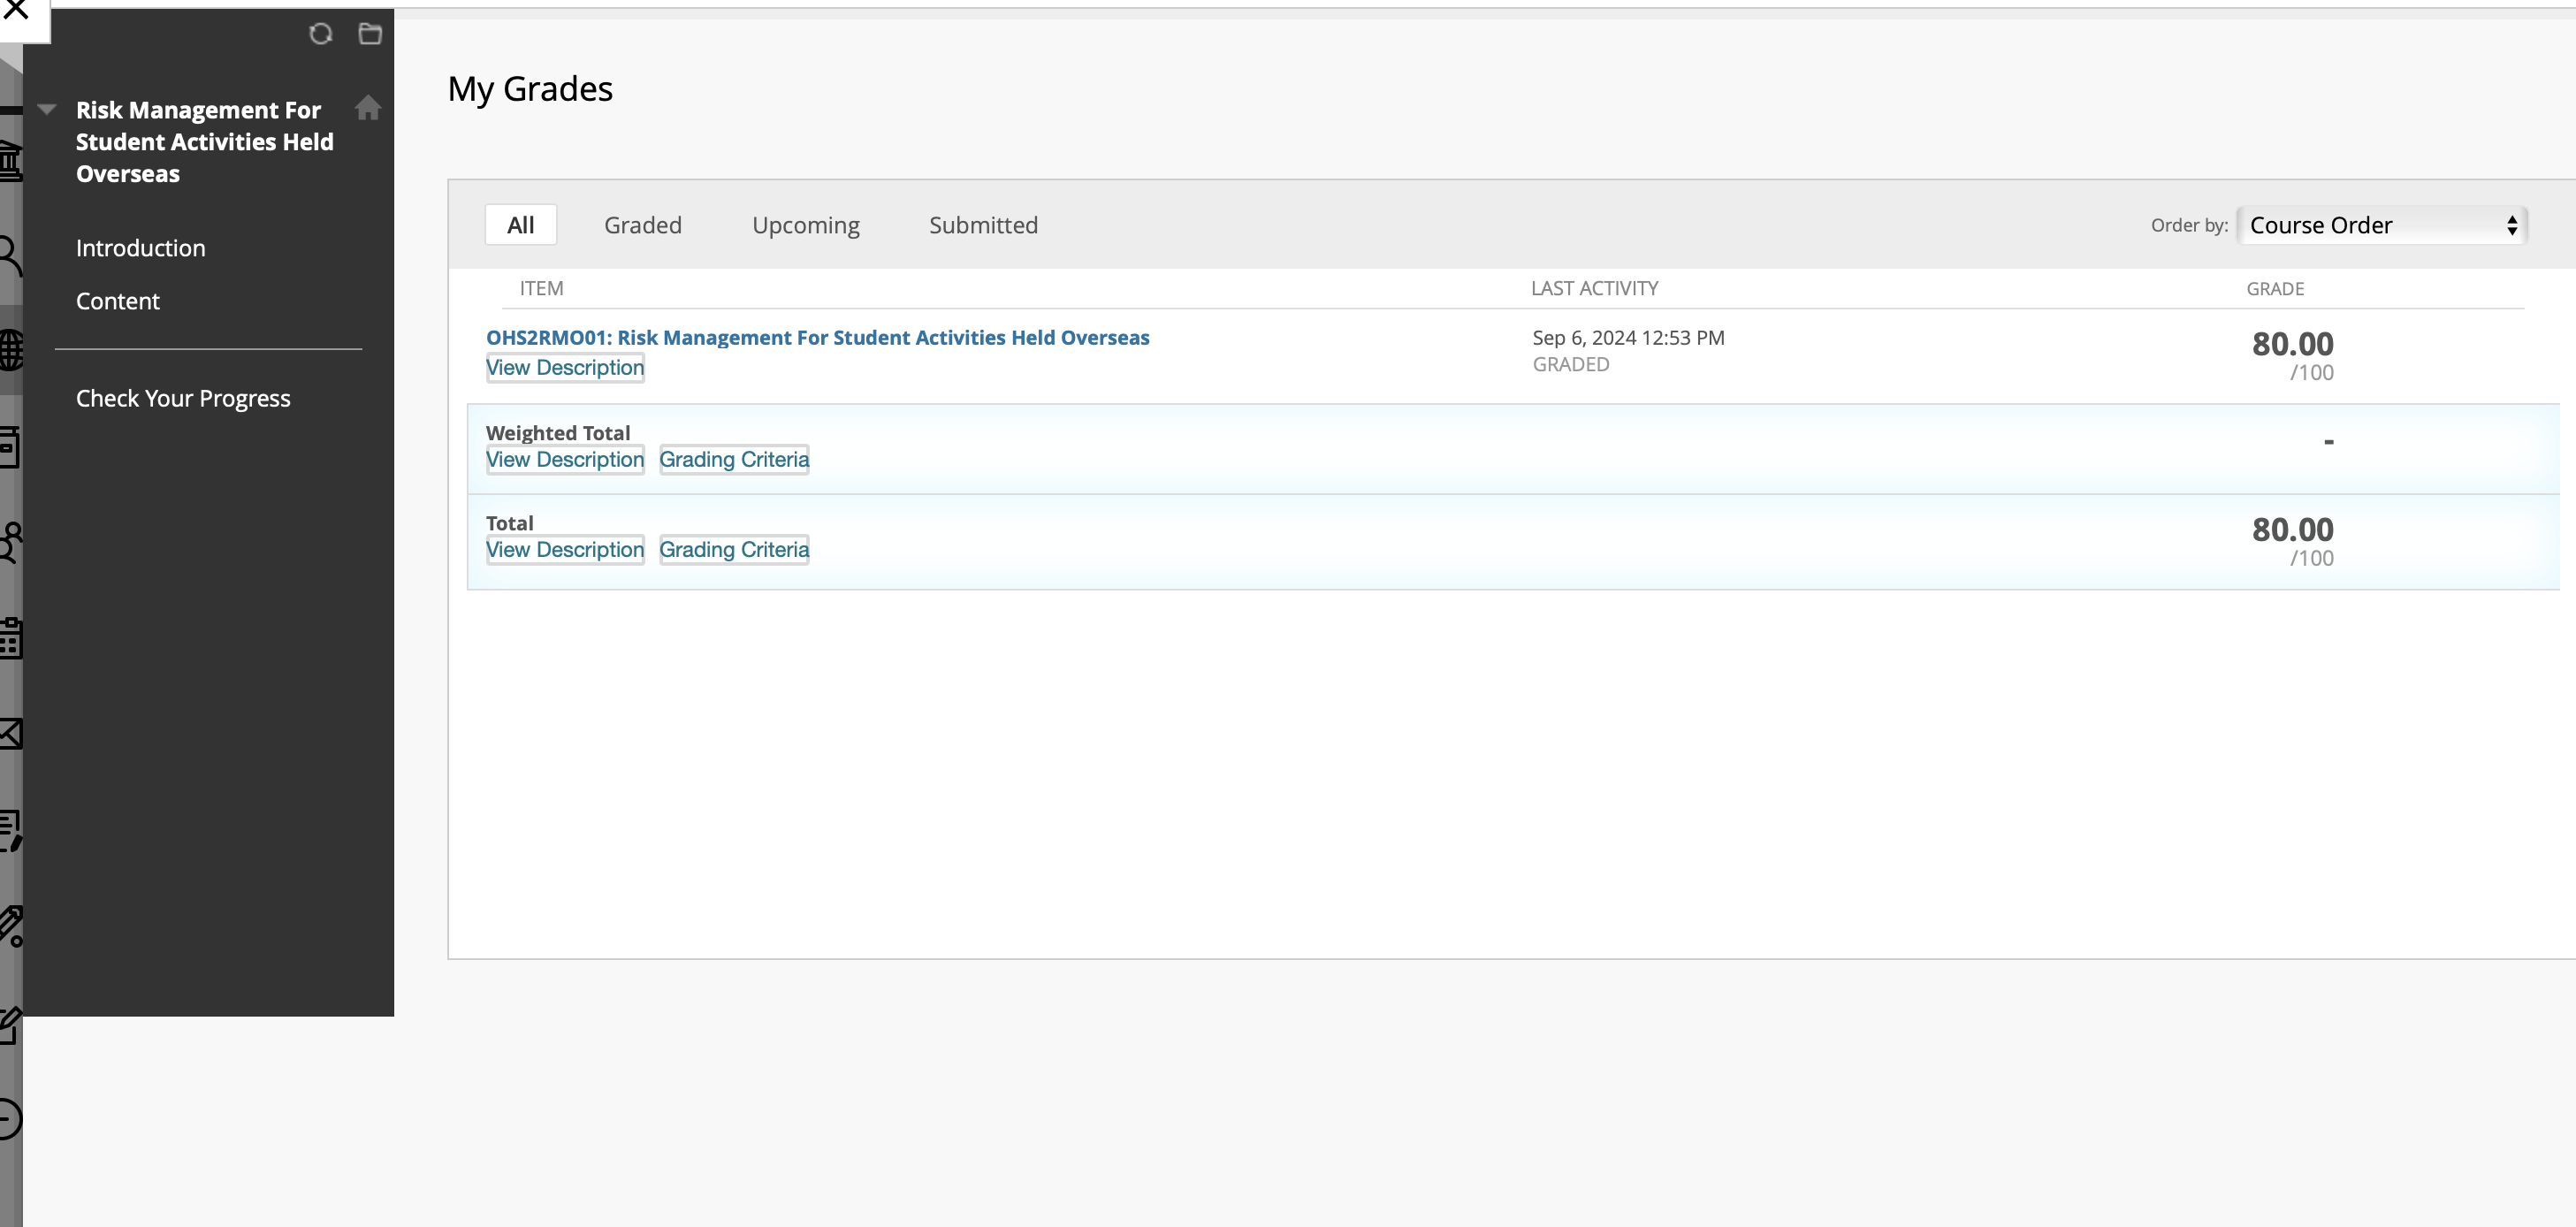 Risk Management For
Student Activities Held
Overseas
Introduction
Content
Check Your Progress
My Grades
All Graded Upcoming Submitted Order by: Course Order
ITEM LAST ACTIVITY GRADE
OHS2RMO01: Risk Management For Student Activities Held Overseas Sep 6, 2024 12:53 PM 80.00
View Description GRADED /100
Weighted Total -
View Description Grading Criteria
Total 80.00
View Description Grading Criteria /100